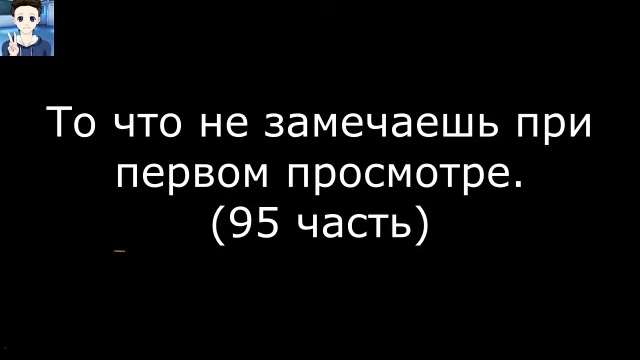 То что не замечаешь при
первом просмотре.
(95 часть)